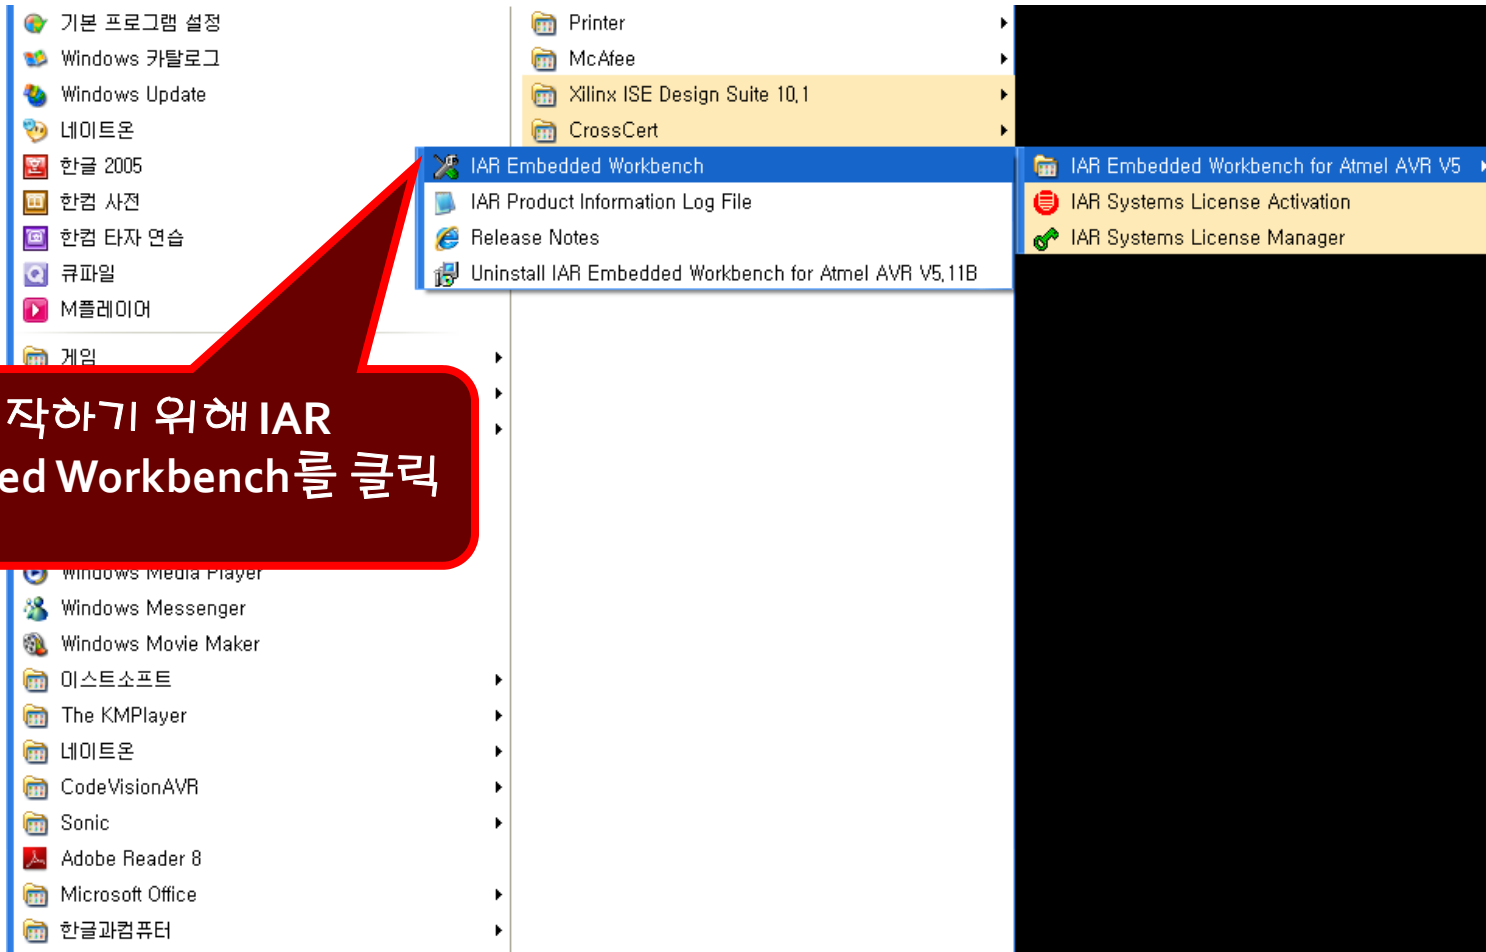 기본 프로그램 설정
Windows 카탈로그
Windows Update
네이트온
한글 2005
한컴 사전
한컴 타자 연습
큐파일
M플레이어
게임
작하기 위해 IAR
ed Workbench를 클릭
Windows Media Player
Windows Messenger
Windows Movie Maker
이스트소프트
The KMPlayer
네이트온
CodeVisionAVR
Sonic
Adobe Reader 8
Microsoft Office
한글과컴퓨터
Printer
McAfee
Xilinx ISE Design Suite 10.1
CrossCert
IAR Embedded Workbench
IAR Product Information Log File
Release Notes
Uninstall IAR Embedded Workbench for Atmel AVR V5.11B
IAR Embedded Workbench for Atmel AVR V5
IAR Systems License Activation
IAR Systems License Manager